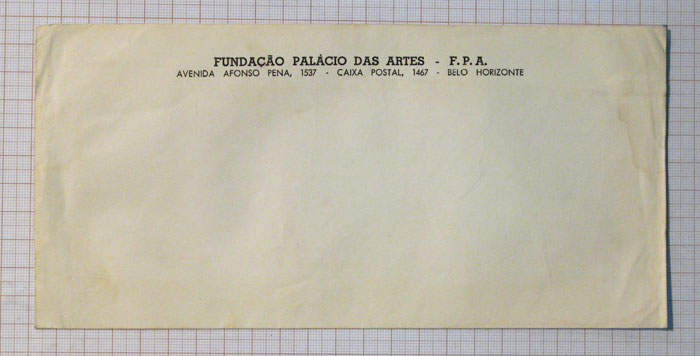 FUNDAÇÃO PALÁCIO DAS ARTES - F. P. A.
AVENIDA AFONSO PENA, 1537 - CAIXA POSTAL, 1467 - BELO HORIZONTE